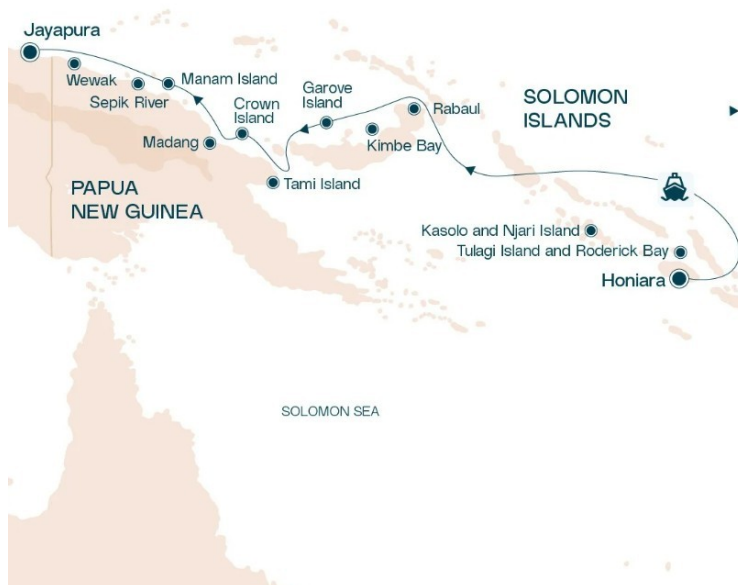 Jayapura
Wewak
Sepik River
Manam Island
Crown
Island
Madang
Garove
Island
Rabaul
Kimbe Bay
Tami Island
SOLOMON
ISLANDS
PAPUA
NEW GUINEA
Kasolo and Njari Island
Tulagi Island and Roderick Bay
Honiara
SOLOMON SEA